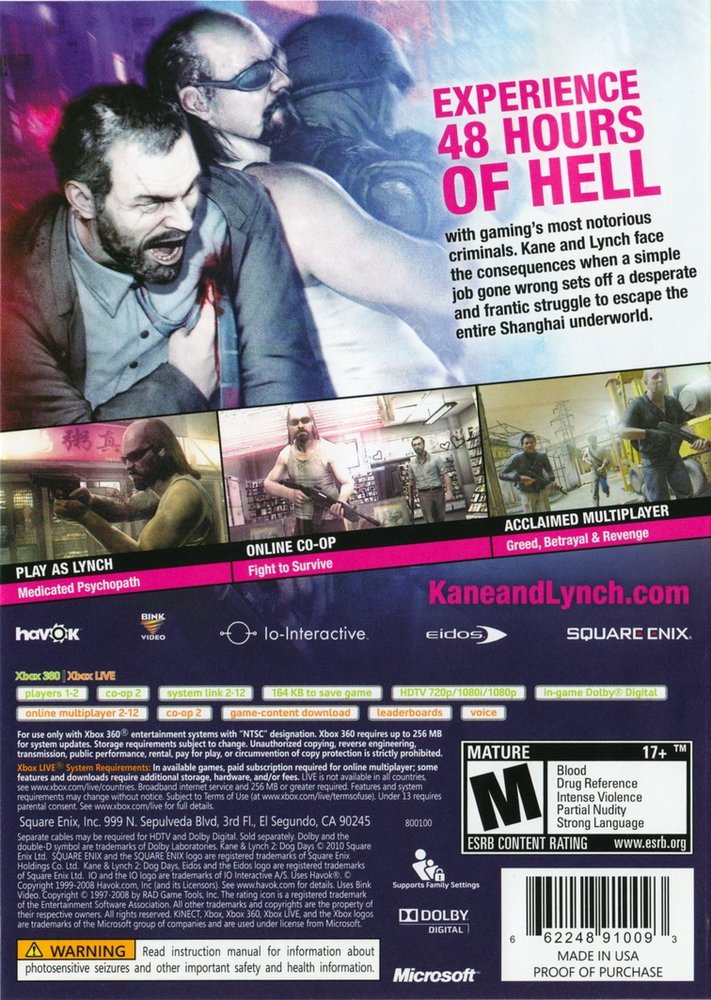 EXPERIENCE
48 HOURS
OF HELL
with gaming's most notorious
criminals. Kane and Lynch face
the consequences when a simple
job gone wrong sets off a desperate
and frantic struggle to escape the
entire Shanghai underworld.
粥真
PLAY AS LYNCH
Medicated Psychopath
ONLINE CO-OP
Fight to Survive
ACCLAIMED MULTIPLAYER
Greed, Betrayal & Revenge
KaneandLynch.com
havok
BINK
VIDEO
Io-Interactive™
eidos
SQUARE ENIX.
Xbox 360 | Xbox LIVE
players 1-2 co-op 2 system link 2-12 164 KB to save game HDTV 720p/1080i/1080p in-game Dolby® Digital
online multiplayer 2-12 co-op 2 game-content download leaderboards voice
For use only with Xbox 360® entertainment systems with "NTSC" designation. Xbox 360 requires up to 256 MB
for system updates. Storage requirements subject to change. Unauthorized copying, reverse engineering,
transmission, public performance, rental, pay for play, or circumvention of copy protection is strictly prohibited.
Xbox LIVE® System Requirements: In available games, paid subscription required for online multiplayer; some
features and downloads require additional storage, hardware, and/or fees. LIVE is not available in all countries,
see www.xbox.com/live/countries. Broadband internet service and 256 MB or greater required. Features and system
requirements may change without notice. Subject to Terms of Use (at www.xbox.com/live/termsofuse). Under 13 requires
parental consent. See www.xbox.com/live for full details.
Square Enix, Inc. 999 N. Sepulveda Blvd, 3rd Fl., El Segundo, CA 90245
800100
Separate cables may be required for HDTV and Dolby Digital. Sold separately. Dolby and the
double-D symbol are trademarks of Dolby Laboratories. Kane & Lynch 2: Dog Days © 2010 Square
Enix Ltd. SQUARE ENIX and the SQUARE ENIX logo are registered trademarks of Square Enix
Holdings Co. Ltd. Kane & Lynch 2: Dog Days, Eidos and the Eidos logo are registered trademarks
of Square Enix Ltd. IO and the IO logo are trademarks of IO Interactive A/S. Uses Havok®. ©
Copyright 1999-2008 Havok.com, Inc (and its Licensors). See www.havok.com for details. Uses Bink
Video. Copyright © 1997-2008 by RAD Game Tools, Inc. The rating icon is a registered trademark
of the Entertainment Software Association. All other trademarks and copyrights are the property of
their respective owners. All rights reserved. KINECT, Xbox, Xbox 360, Xbox LIVE, and the Xbox logos
are trademarks of the Microsoft group of companies and are used under license from Microsoft.
WARNING Read instruction manual for information about
photosensitive seizures and other important safety and health information.
MATURE 17+ ™
M
Blood
Drug Reference
Intense Violence
Partial Nudity
Strong Language
ESRB CONTENT RATING www.esrb.org
Supports Family Settings
DOLBY
DIGITAL
Microsoft®
6 62248 91009 3
MADE IN USA
PROOF OF PURCHASE